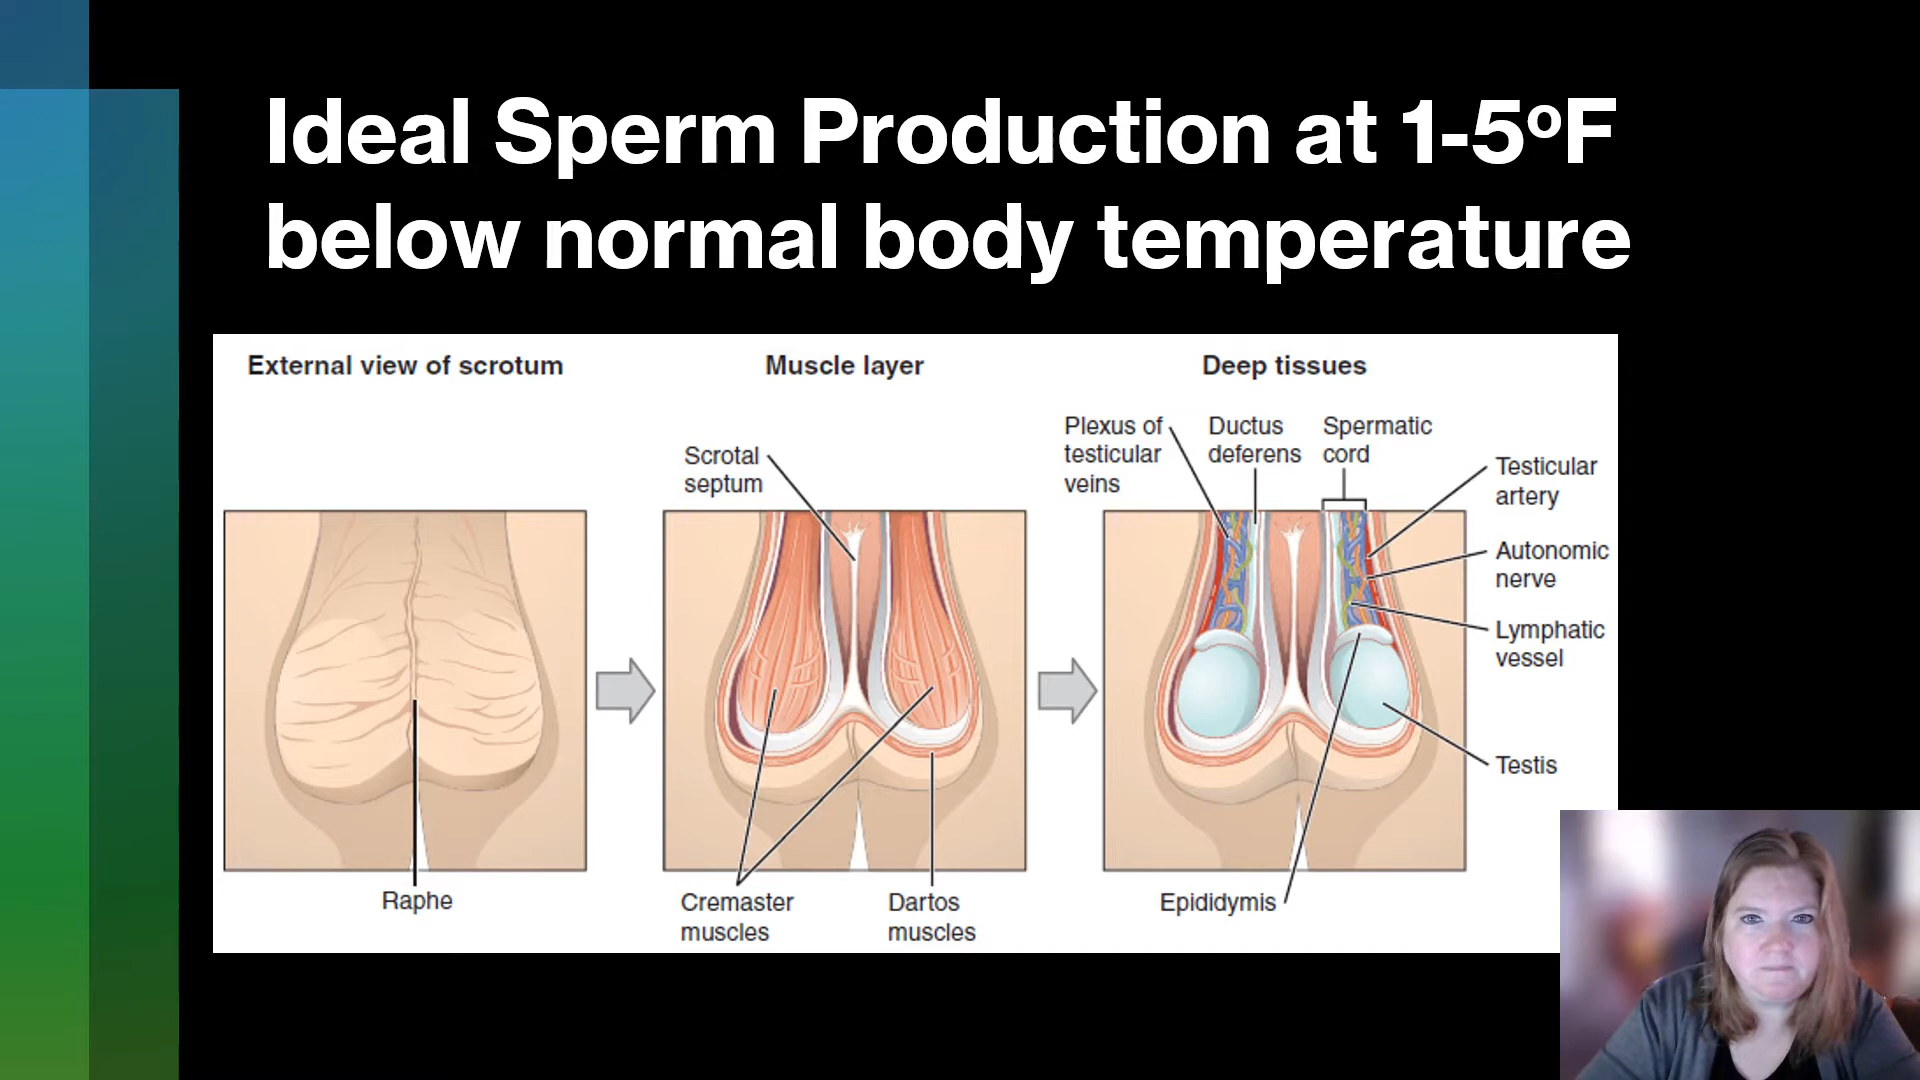 Ideal Sperm Production at 1-5ºF
below normal body temperature
External view of scrotum
Raphe
Muscle layer
Scrotal
septum
Cremaster
muscles
Dartos
muscles
Deep tissues
Plexus of
testicular
veins
Ductus
deferens
Spermatic
cord
Testicular
artery
Autonomic
nerve
Lymphatic
vessel
Testis
Epididymis